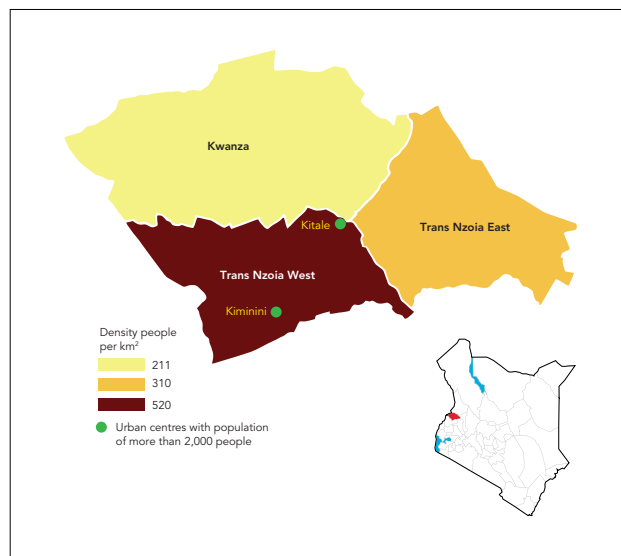 Kwanza
Kitale
Trans Nzoia East
Trans Nzoia West
Kiminini
Density people
per km²
211
310
520
Urban centres with population
of more than 2,000 people